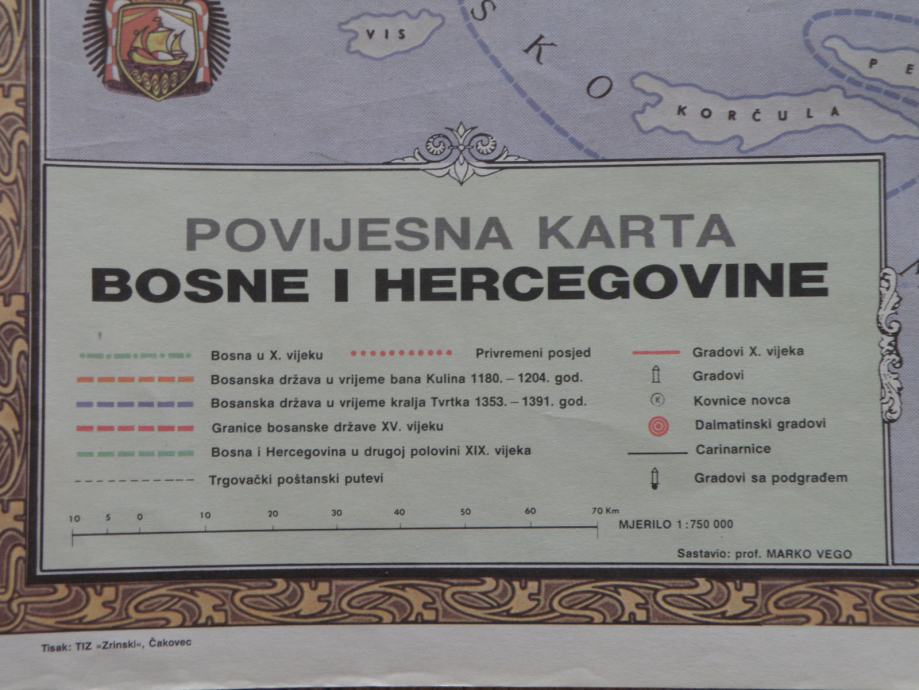 VIS
S K O
PE
KORČULA
POVIJESNA KARTA
BOSNE I HERCEGOVINE
Bosna u X. vijeku
Privremeni posjed
Gradovi X. vijeka
Bosanska država u vrijeme bana Kulina 1180. – 1204. god.
Gradovi
Bosanska država u vrijeme kralja Tvrtka 1353. – 1391. god.
K Kovnice novca
Granice bosanske države XV. vijeku
Dalmatinski gradovi
Bosna i Hercegovina u drugoj polovini XIX. vijeka
Carinarnice
Trgovački poštanski putevi
Gradovi sa podgrađem
10 5 0 10 20 30 40 50 60 70 Km
MJERILO 1:750 000
Sastavio: prof. MARKO VEGO
Tisak: TIZ »Zrinski«, Čakovec